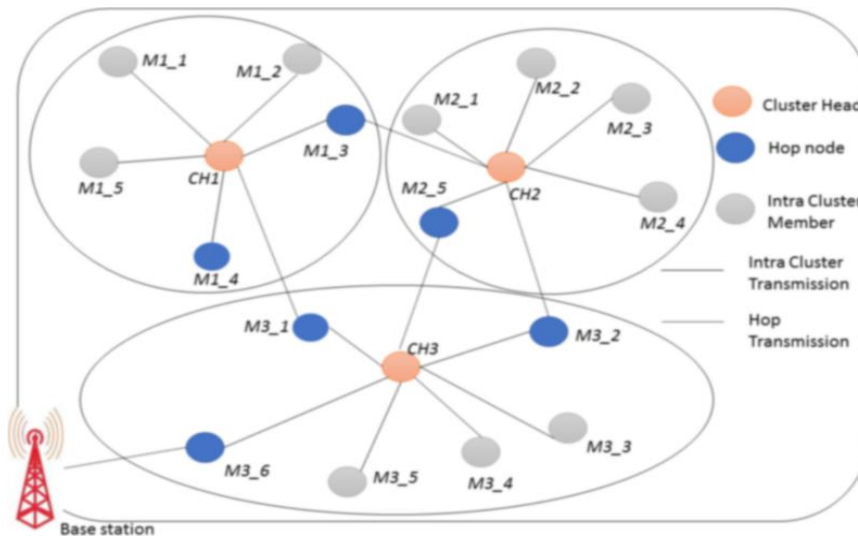 M1_1
M1_2
M1_3
M1_5
CH1
M1_4
M2_1
M2_2
M2_3
M2_5
CH2
M2_4
Cluster Head
Hop node
Intra Cluster
Member
Intra Cluster
Transmission
Hop
Transmission
M3_1
CH3
M3_2
M3_3
M3_6
M3_5
M3_4
Base station